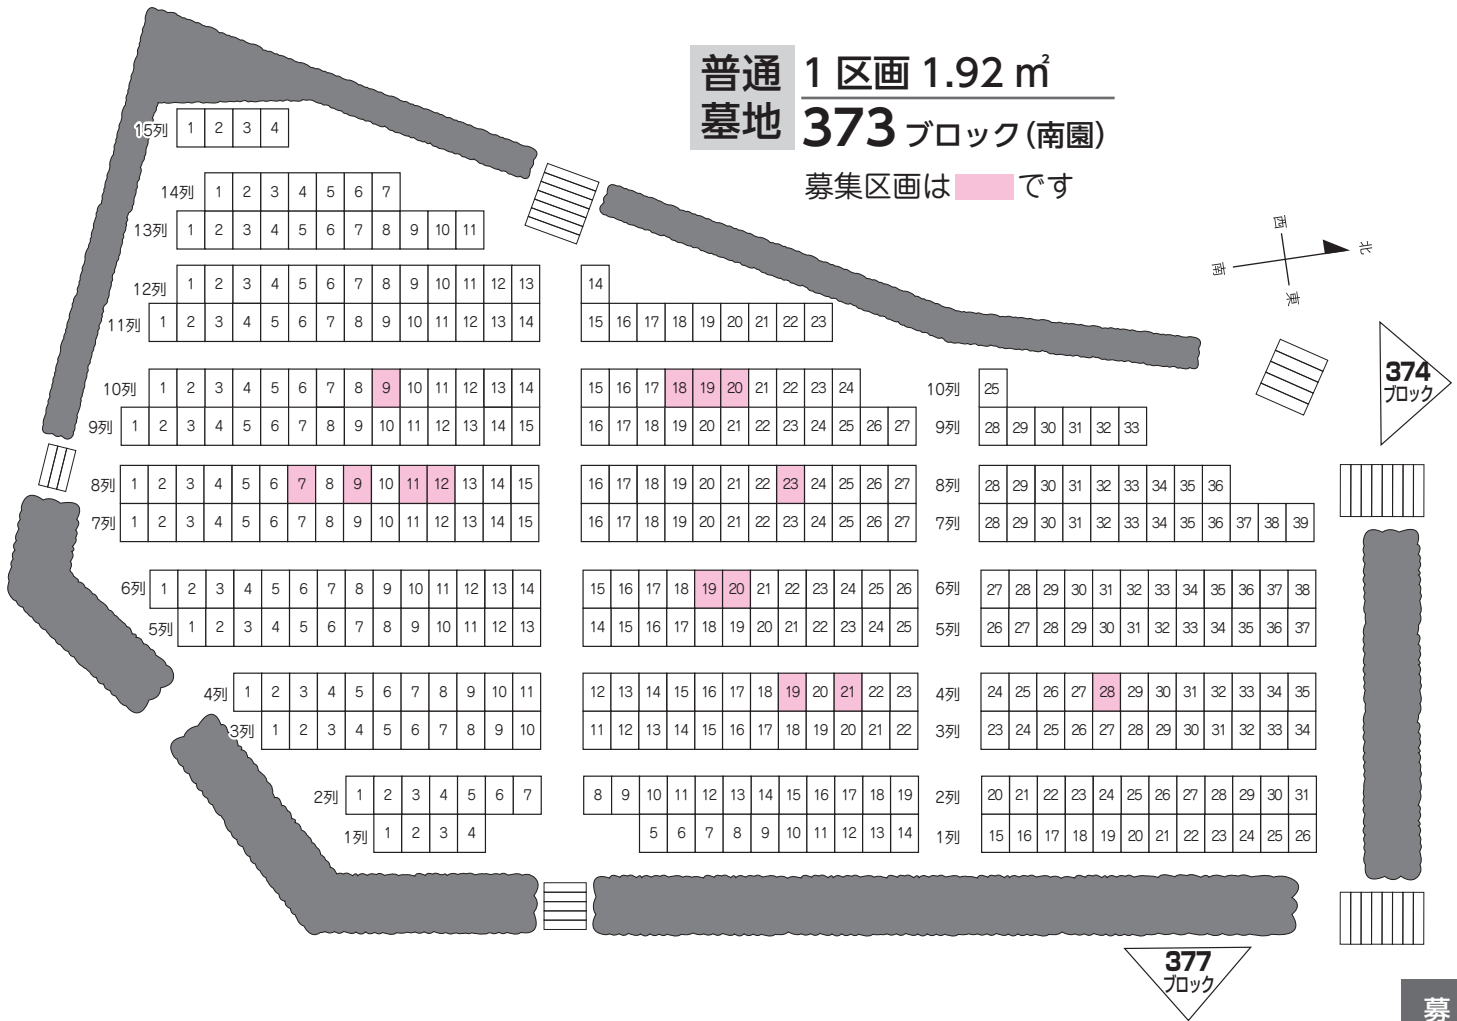 普通墓地
1 区画 1.92 ㎡
373 ブロック (南園)
募集区画は です
西
北
南
東
374
ブロック
15列 1 2 3 4
14列 1 2 3 4 5 6 7
13列 1 2 3 4 5 6 7 8 9 10 11
12列 1 2 3 4 5 6 7 8 9 10 11 12 13 14
11列 1 2 3 4 5 6 7 8 9 10 11 12 13 14 15 16 17 18 19 20 21 22 23
10列 1 2 3 4 5 6 7 8 9 10 11 12 13 14 15 16 17 18 19 20 21 22 23 24 10列 25
9列 1 2 3 4 5 6 7 8 9 10 11 12 13 14 15 16 17 18 19 20 21 22 23 24 25 26 27 9列 28 29 30 31 32 33
8列 1 2 3 4 5 6 7 8 9 10 11 12 13 14 15 16 17 18 19 20 21 22 23 24 25 26 27 8列 28 29 30 31 32 33 34 35 36
7列 1 2 3 4 5 6 7 8 9 10 11 12 13 14 15 16 17 18 19 20 21 22 23 24 25 26 27 7列 28 29 30 31 32 33 34 35 36 37 38 39
6列 1 2 3 4 5 6 7 8 9 10 11 12 13 14 15 16 17 18 19 20 21 22 23 24 25 26 6列 27 28 29 30 31 32 33 34 35 36 37 38
5列 1 2 3 4 5 6 7 8 9 10 11 12 13 14 15 16 17 18 19 20 21 22 23 24 25 5列 26 27 28 29 30 31 32 33 34 35 36 37
4列 1 2 3 4 5 6 7 8 9 10 11 12 13 14 15 16 17 18 19 20 21 22 23 4列 24 25 26 27 28 29 30 31 32 33 34 35
3列 1 2 3 4 5 6 7 8 9 10 11 12 13 14 15 16 17 18 19 20 21 22 3列 23 24 25 26 27 28 29 30 31 32 33 34
2列 1 2 3 4 5 6 7 8 9 10 11 12 13 14 15 16 17 18 19 2列 20 21 22 23 24 25 26 27 28 29 30 31
1列 1 2 3 4 5 6 7 8 9 10 11 12 13 14 1列 15 16 17 18 19 20 21 22 23 24 25 26
377
ブロック
募